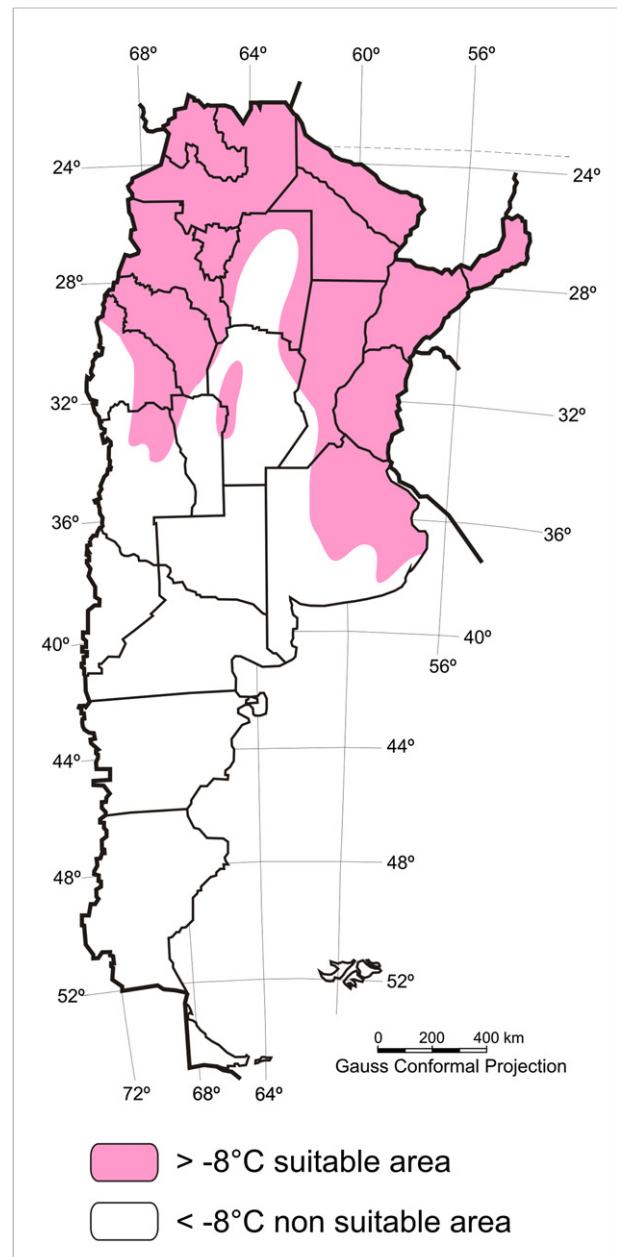 68º 64º 60º 56º
24º 24º
28º 28º
32º 32º
36º 36º
40º 40º
56º
44º 44º
48º 48º
52º 52º
0 200 400 km
Gauss Conformal Projection
72º 68º 64º
> -8°C suitable area
< -8°C non suitable area